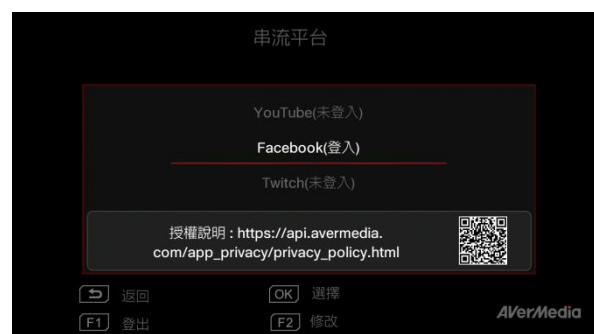 串流平台
YouTube(未登入)
Facebook(登入)
Twitch(未登入)
授權說明 : https://api.avermedia.
com/app_privacy/privacy_policy.html
返回
OK 選擇
F1 登出
F2 修改
AVerMedia